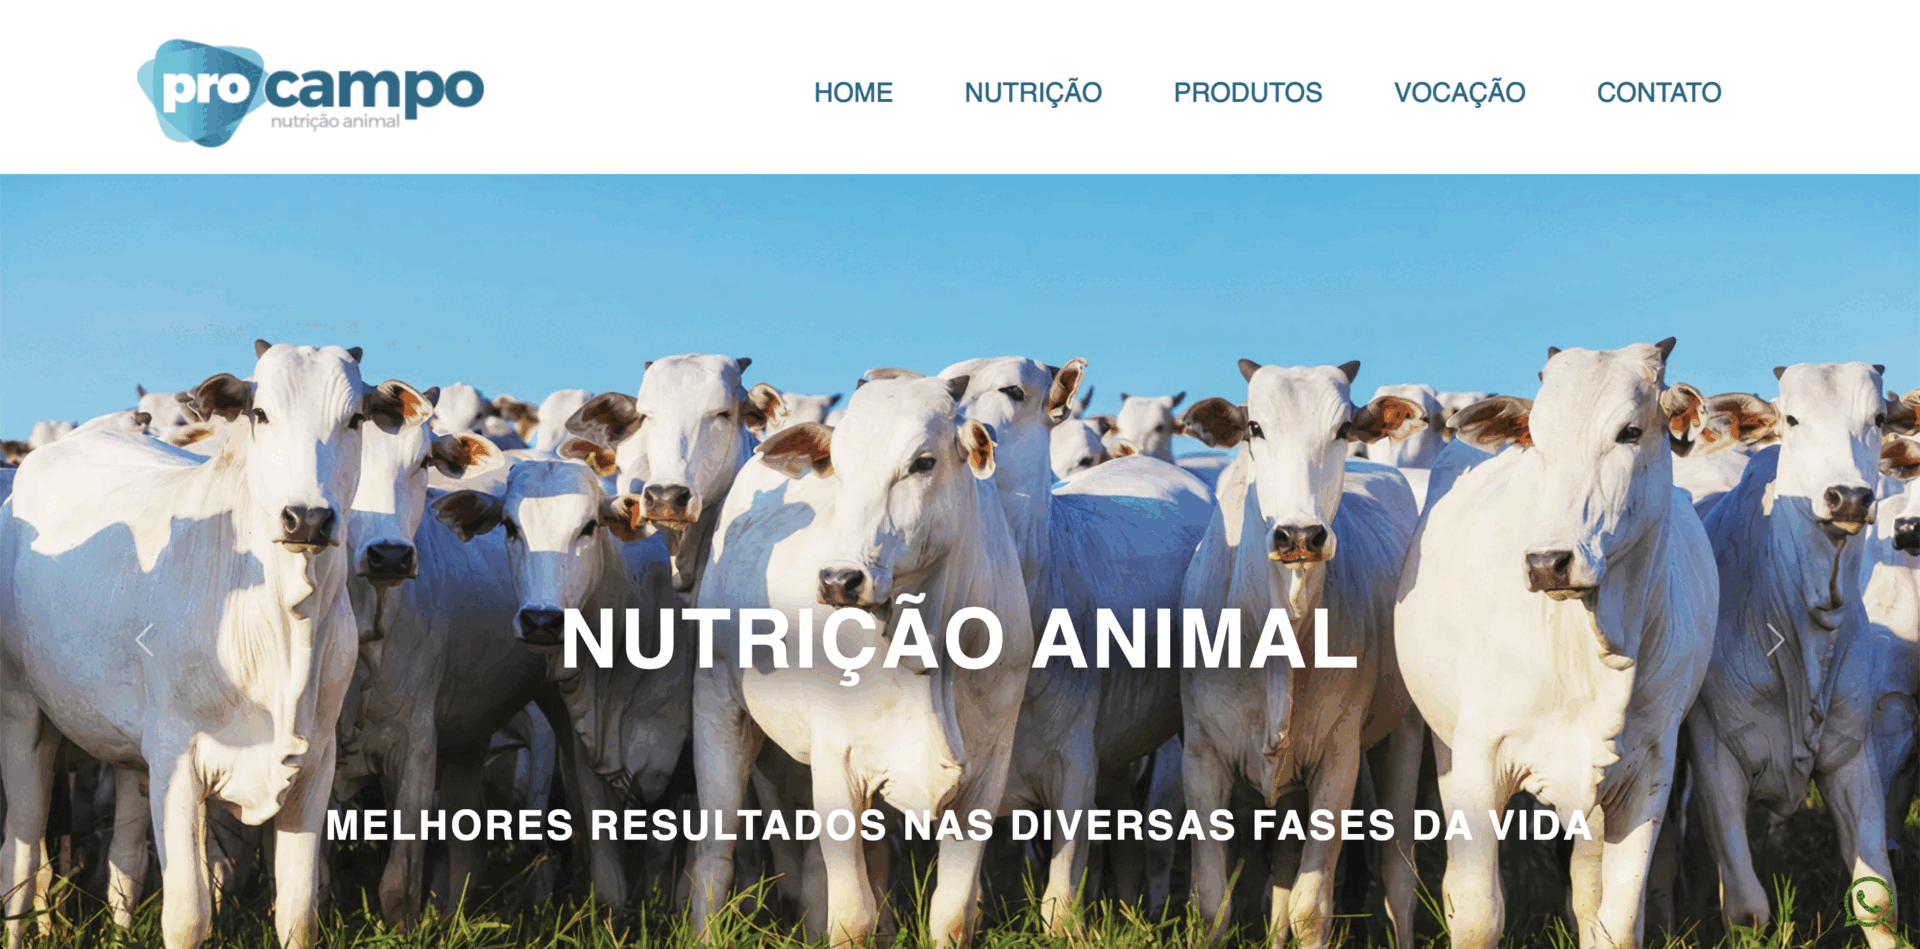 procampo
nutrição animal
HOME NUTRIÇÃO PRODUTOS VOCAÇÃO CONTATO
NUTRIÇÃO ANIMAL
MELHORES RESULTADOS NAS DIVERSAS FASES DA VIDA